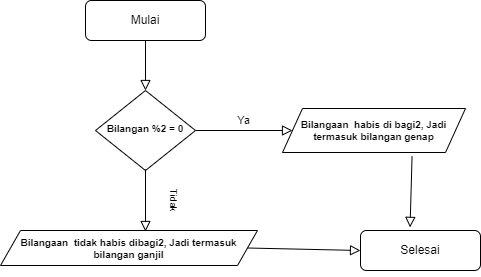 Mulai
Bilangan %2 = 0
Ya
Bilangan habis di bagi2, Jadi
termasuk bilangan genap
Tidak
Bilangaan tidak habis dibagi2, Jadi termasuk
bilangan ganjil
Selesai